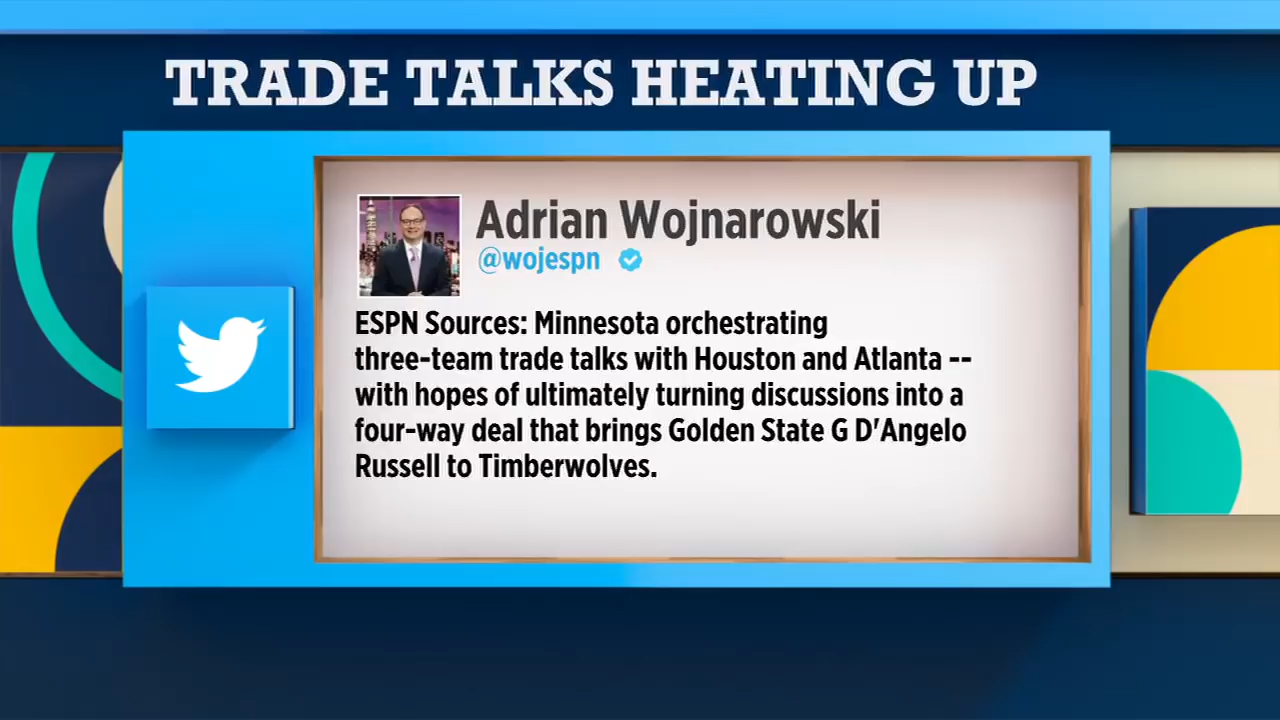 TRADE TALKS HEATING UP
Adrian Wojnarowski
@wojespn
ESPN Sources: Minnesota orchestrating
three-team trade talks with Houston and Atlanta --
with hopes of ultimately turning discussions into a
four-way deal that brings Golden State G D'Angelo
Russell to Timberwolves.